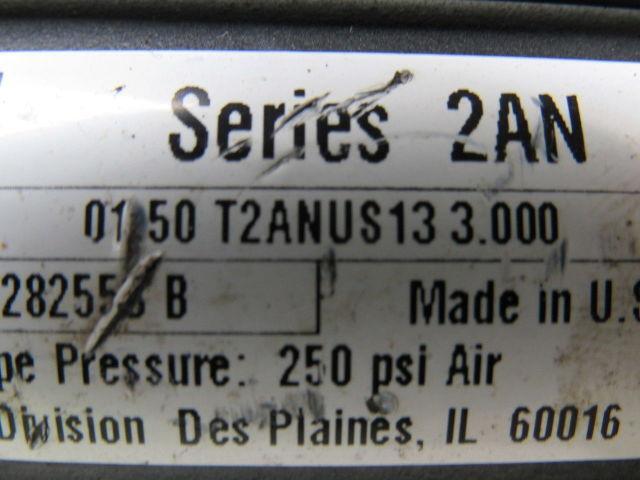 Series 2AN
01.50 T2ANUS13 3.000
B
Made in
Pressure: 250 psi Air
Division Des Plaines, IL 60016